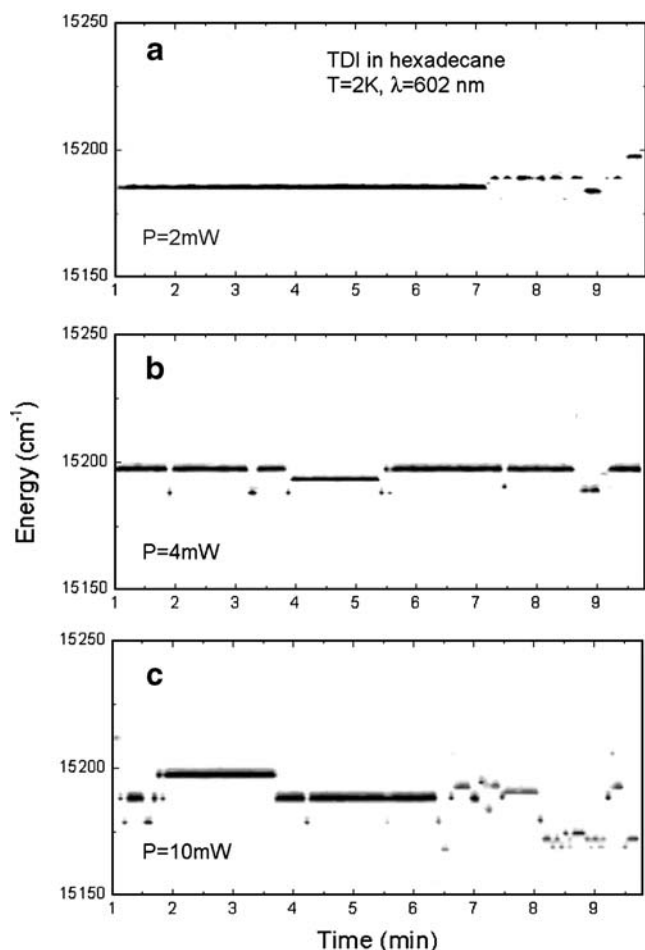 a
TDI in hexadecane
T=2K, λ=602 nm
15250
15200
15150
P=2mW
1 2 3 4 5 6 7 8 9
b
15250
15200
15150
P=4mW
1 2 3 4 5 6 7 8 9
Energy (cm⁻¹)
c
15250
15200
15150
P=10mW
1 2 3 4 5 6 7 8 9
Time (min)